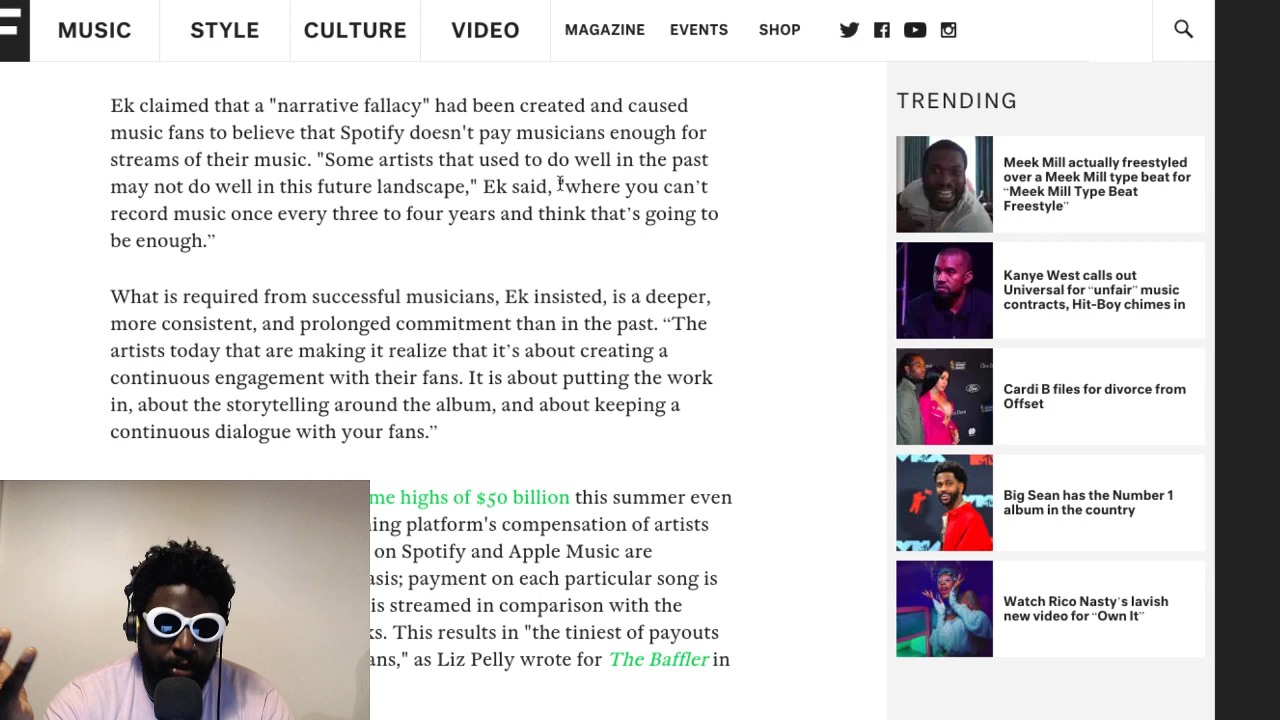 F
MUSIC
STYLE
CULTURE
VIDEO
MAGAZINE
EVENTS
SHOP
Ek claimed that a "narrative fallacy" had been created and caused
music fans to believe that Spotify doesn't pay musicians enough for
streams of their music. "Some artists that used to do well in the past
may not do well in this future landscape," Ek said, “where you can’t
record music once every three to four years and think that’s going to
be enough.”
What is required from successful musicians, Ek insisted, is a deeper,
more consistent, and prolonged commitment than in the past. “The
artists today that are making it realize that it’s about creating a
continuous engagement with their fans. It is about putting the work
in, about the storytelling around the album, and about keeping a
continuous dialogue with your fans.”
highs of $50 billion this summer even
platform's compensation of artists
on Spotify and Apple Music are
payment on each particular song is
is streamed in comparison with the
This results in "the tiniest of payouts
as Liz Pelly wrote for The Baffler in
TRENDING
Meek Mill actually freestyled
over a Meek Mill type beat for
“Meek Mill Type Beat
Freestyle”
Kanye West calls out
Universal for “unfair” music
contracts, Hit-Boy chimes in
Cardi B files for divorce from
Offset
Big Sean has the Number 1
album in the country
Watch Rico Nasty’s lavish
new video for “Own It”